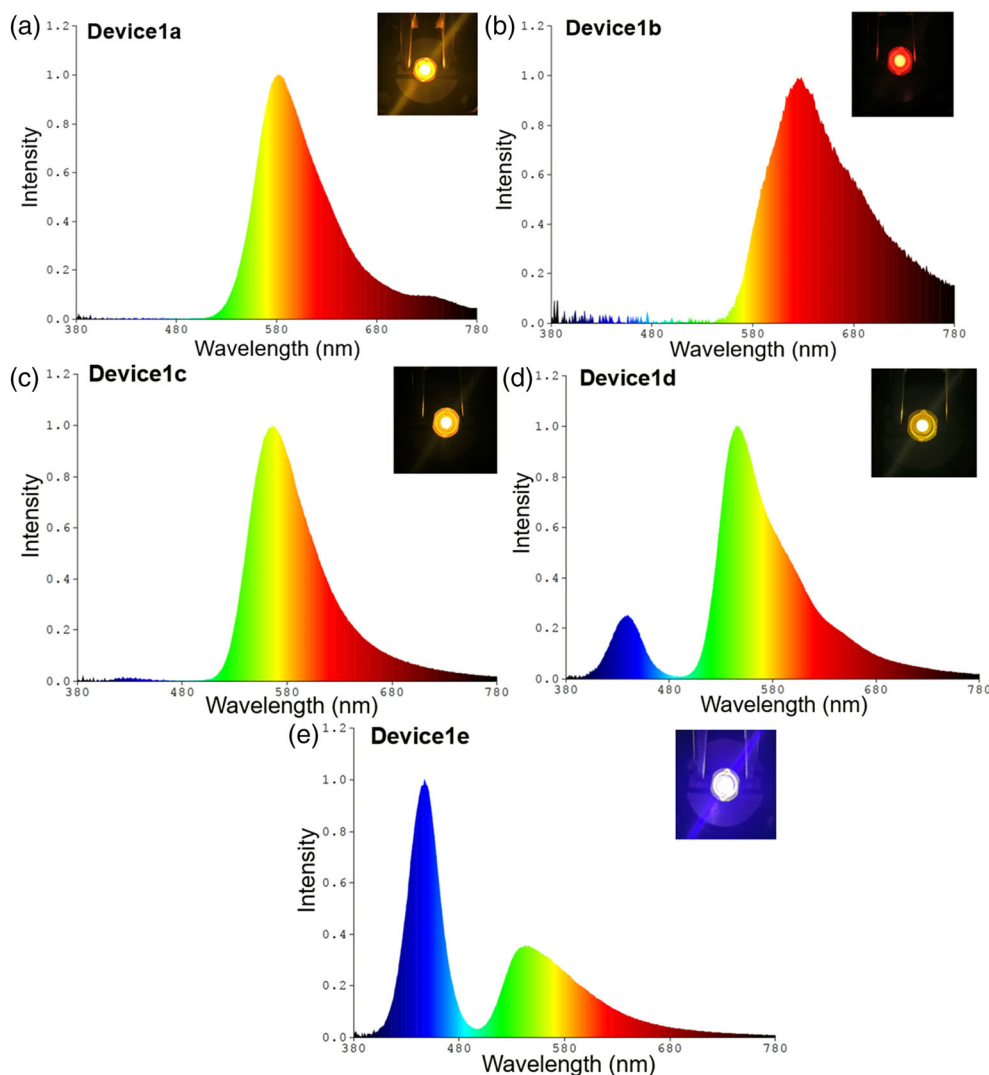 (a) Device1a
1.2
1.0
0.8
0.6
0.4
0.2
0.0
380 480 580 680 780
Intensity
Wavelength (nm)
(b) Device1b
1.2
1.0
0.8
0.6
0.4
0.2
0.0
380 480 580 680 780
Intensity
Wavelength (nm)
(c) Device1c
1.2
1.0
0.8
0.6
0.4
0.2
0.0
380 480 580 680 780
Intensity
Wavelength (nm)
(d) Device1d
1.2
1.0
0.8
0.6
0.4
0.2
0.0
380 480 580 680 780
Intensity
Wavelength (nm)
(e) Device1e
1.2
1.0
0.8
0.6
0.4
0.2
0.0
380 480 580 680 780
Intensity
Wavelength (nm)